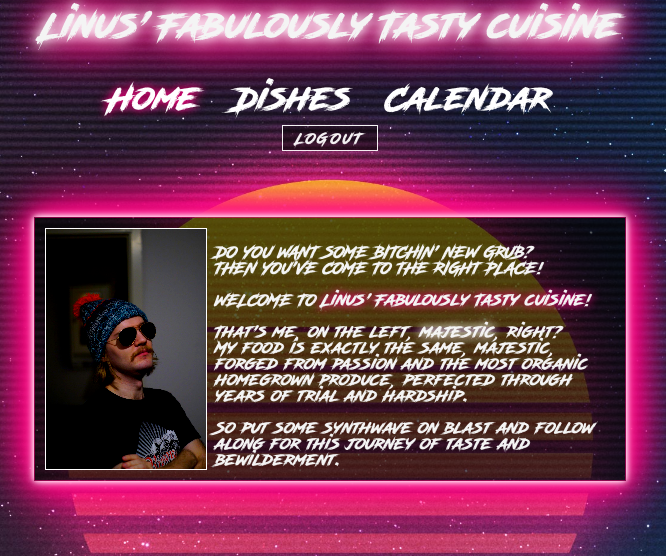 LINUS' FABULOUSLY TASTY CUISINE
HOME DISHES CALENDAR
LOGOUT
DO YOU WANT SOME BITCHIN' NEW GRUB?
THEN YOU'VE COME TO THE RIGHT PLACE!
WELCOME TO LINUS' FABULOUSLY TASTY CUISINE!
THAT'S ME, ON THE LEFT, MAJESTIC, RIGHT?
MY FOOD IS EXACTLY THE SAME, MAJESTIC,
FORGED FROM PASSION AND THE MOST ORGANIC
HOMEGROWN PRODUCE, PERFECTED THROUGH
YEARS OF TRIAL AND HARDSHIP.
SO PUT SOME SYNTHWAVE ON BLAST AND FOLLOW
ALONG FOR THIS JOURNEY OF TASTE AND
BEWILDERMENT.